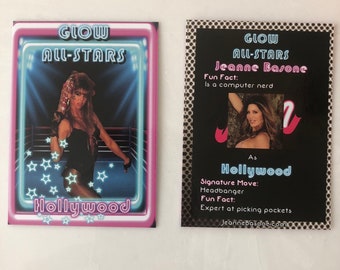 GLOW
ALL-STARS
Hollywood
GLOW
ALL-STARS
Jeanne Basone
Fun Fact:
Is a computer nerd
As
Hollywood
Signature Move:
Headbanger
Fun Fact:
Expert at picking pockets.